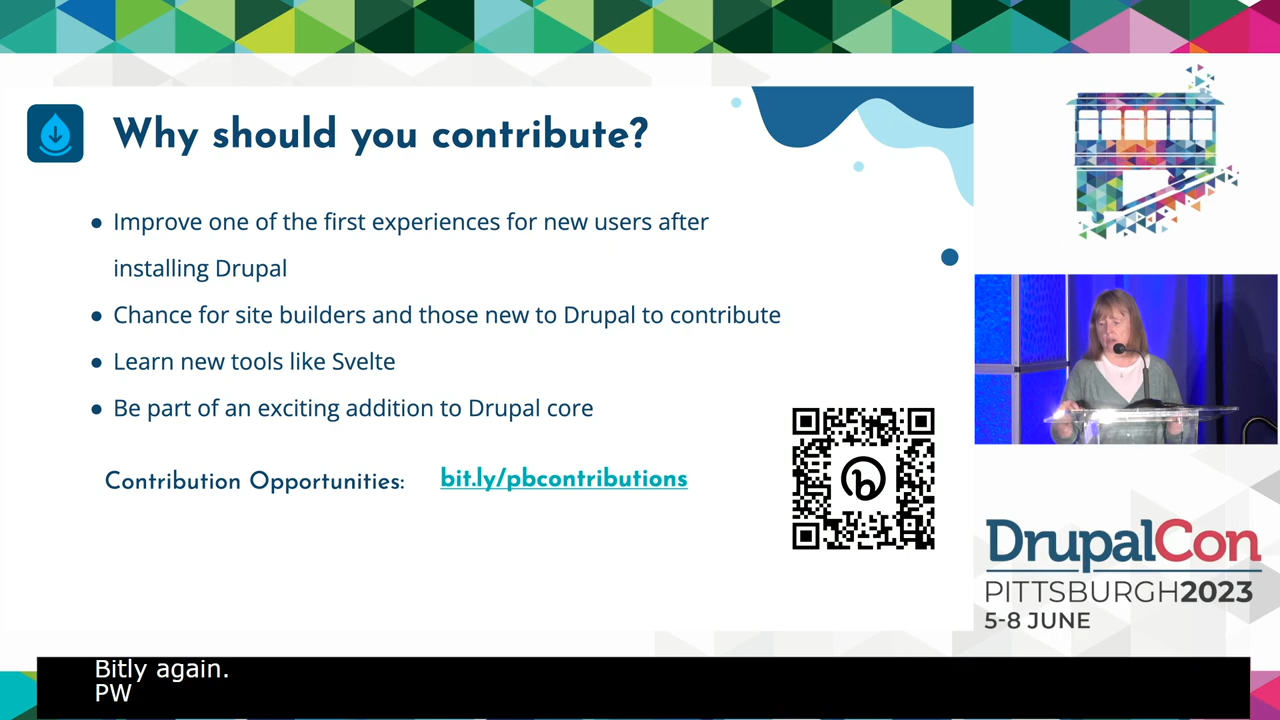 Why should you contribute?
• Improve one of the first experiences for new users after
installing Drupal
• Chance for site builders and those new to Drupal to contribute
• Learn new tools like Svelte
• Be part of an exciting addition to Drupal core
Contribution Opportunities: bit.ly/pbcontributions
b
DrupalCon
PITTSBURGH2023
5-8 JUNE
Bitly again.
PW